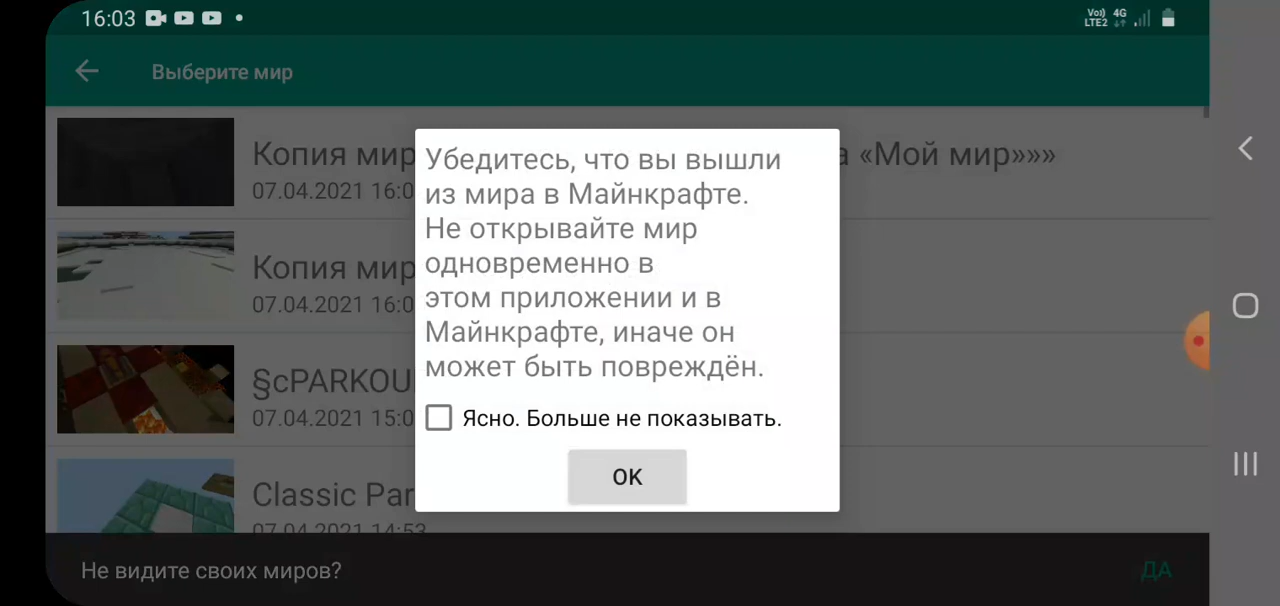 16:03
Vo)) 4G
LTE2
Выберите мир
Копия мир
а «Мой мир»»»
07.04.2021 16:0
Копия мир
07.04.2021 16:0
§cPARKOU
07.04.2021 15:0
Classic Par
07.04.2021 14:53
Убедитесь, что вы вышли
из мира в Майнкрафте.
Не открывайте мир
одновременно в
этом приложении и в
Майнкрафте, иначе он
может быть повреждён.
Ясно. Больше не показывать.
OK
Не видите своих миров?
ДА